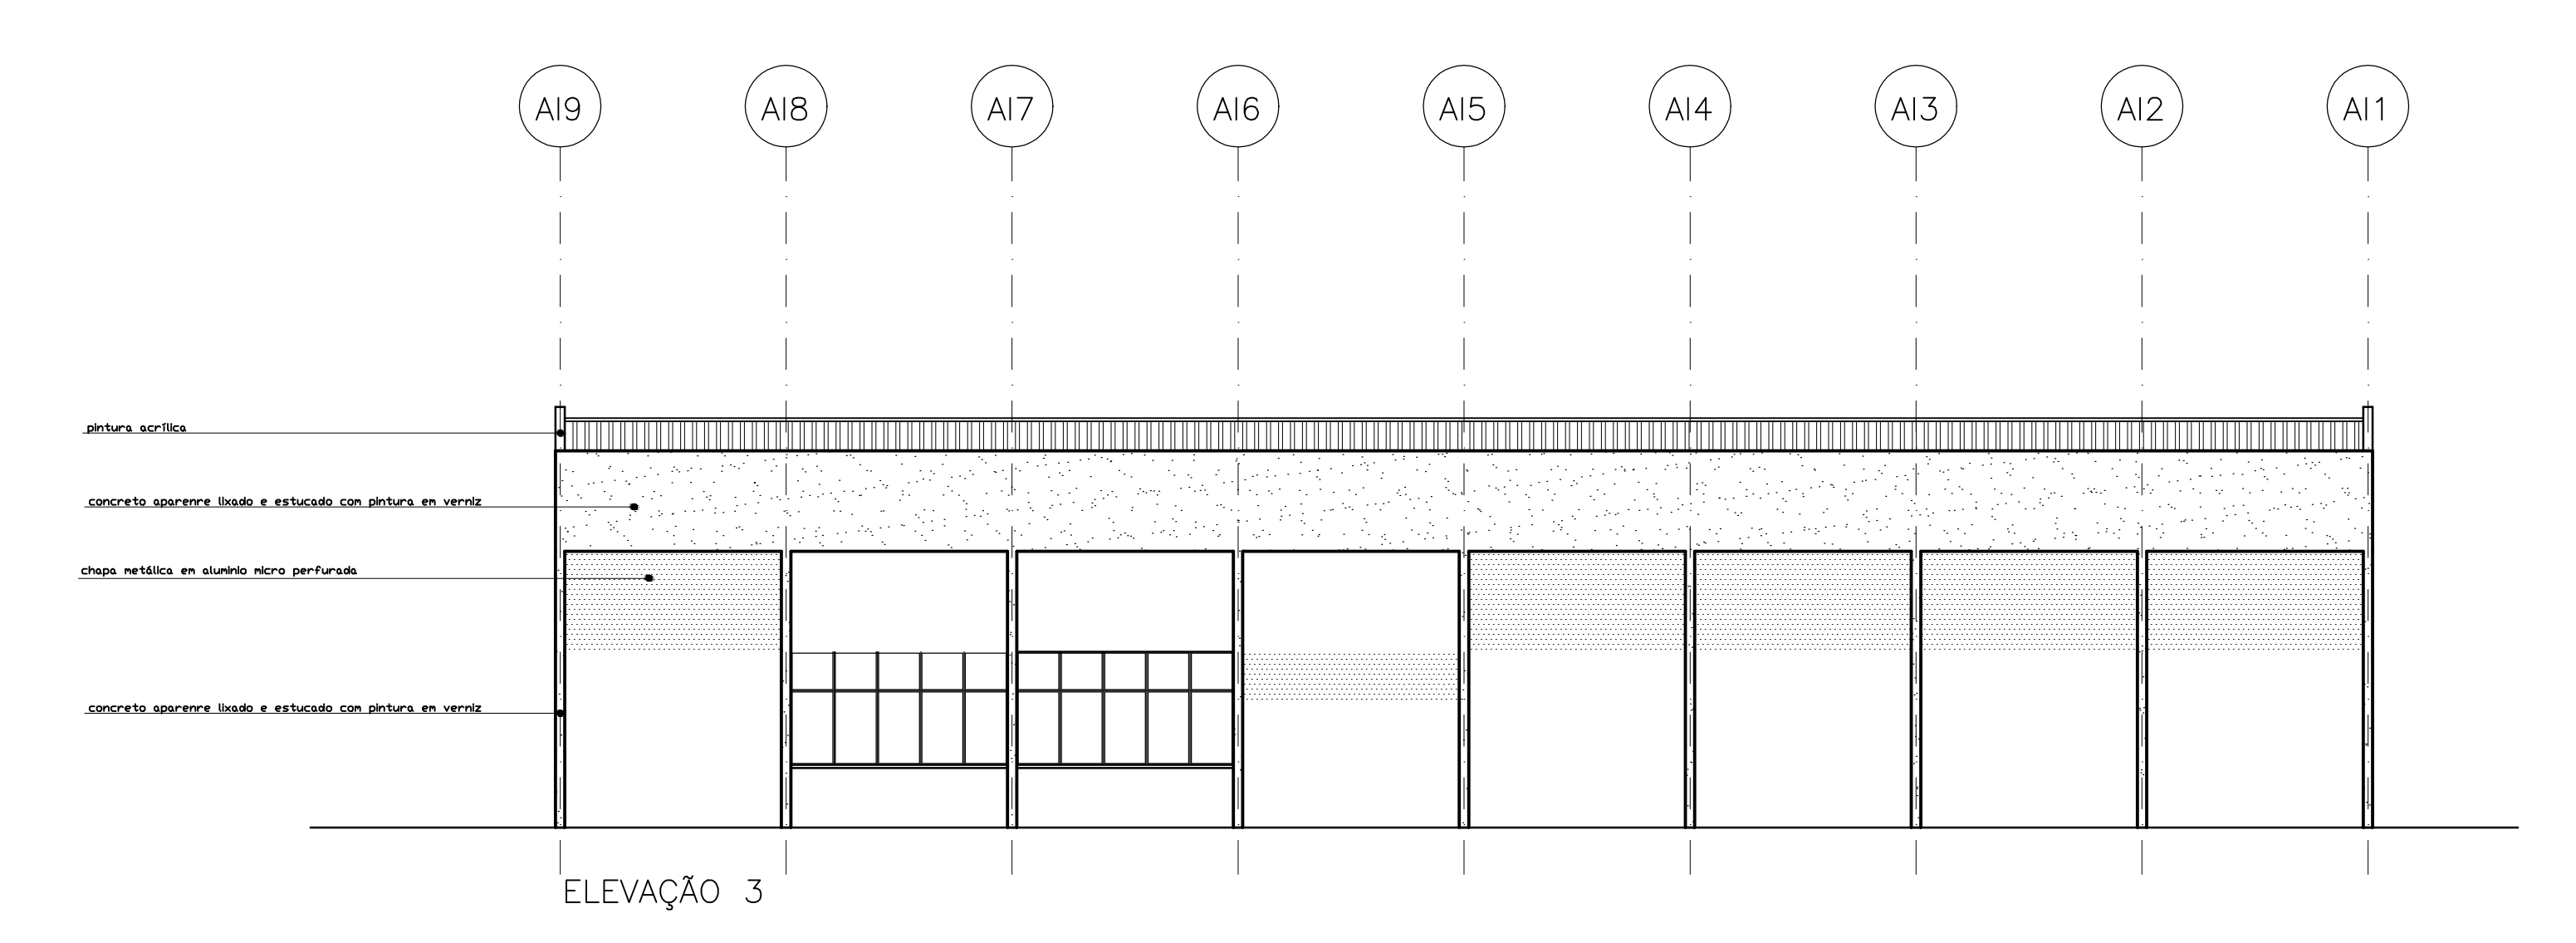 AI9 AI8 AI7 AI6 AI5 AI4 AI3 AI2 AI1
pintura acrílica
concreto aparenre lixado e estucado com pintura em verniz
chapa metálica em aluminio micro perfurada
concreto aparenre lixado e estucado com pintura em verniz
ELEVAÇÃO 3